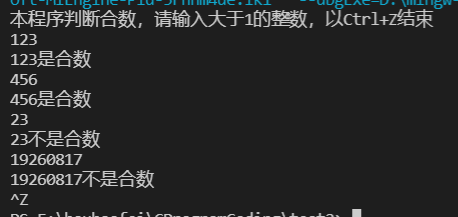 本程序判断合数，请输入大于1的整数，以Ctrl+Z结束
123
123是合数
456
456是合数
23
23不是合数
19260817
19260817不是合数
^Z